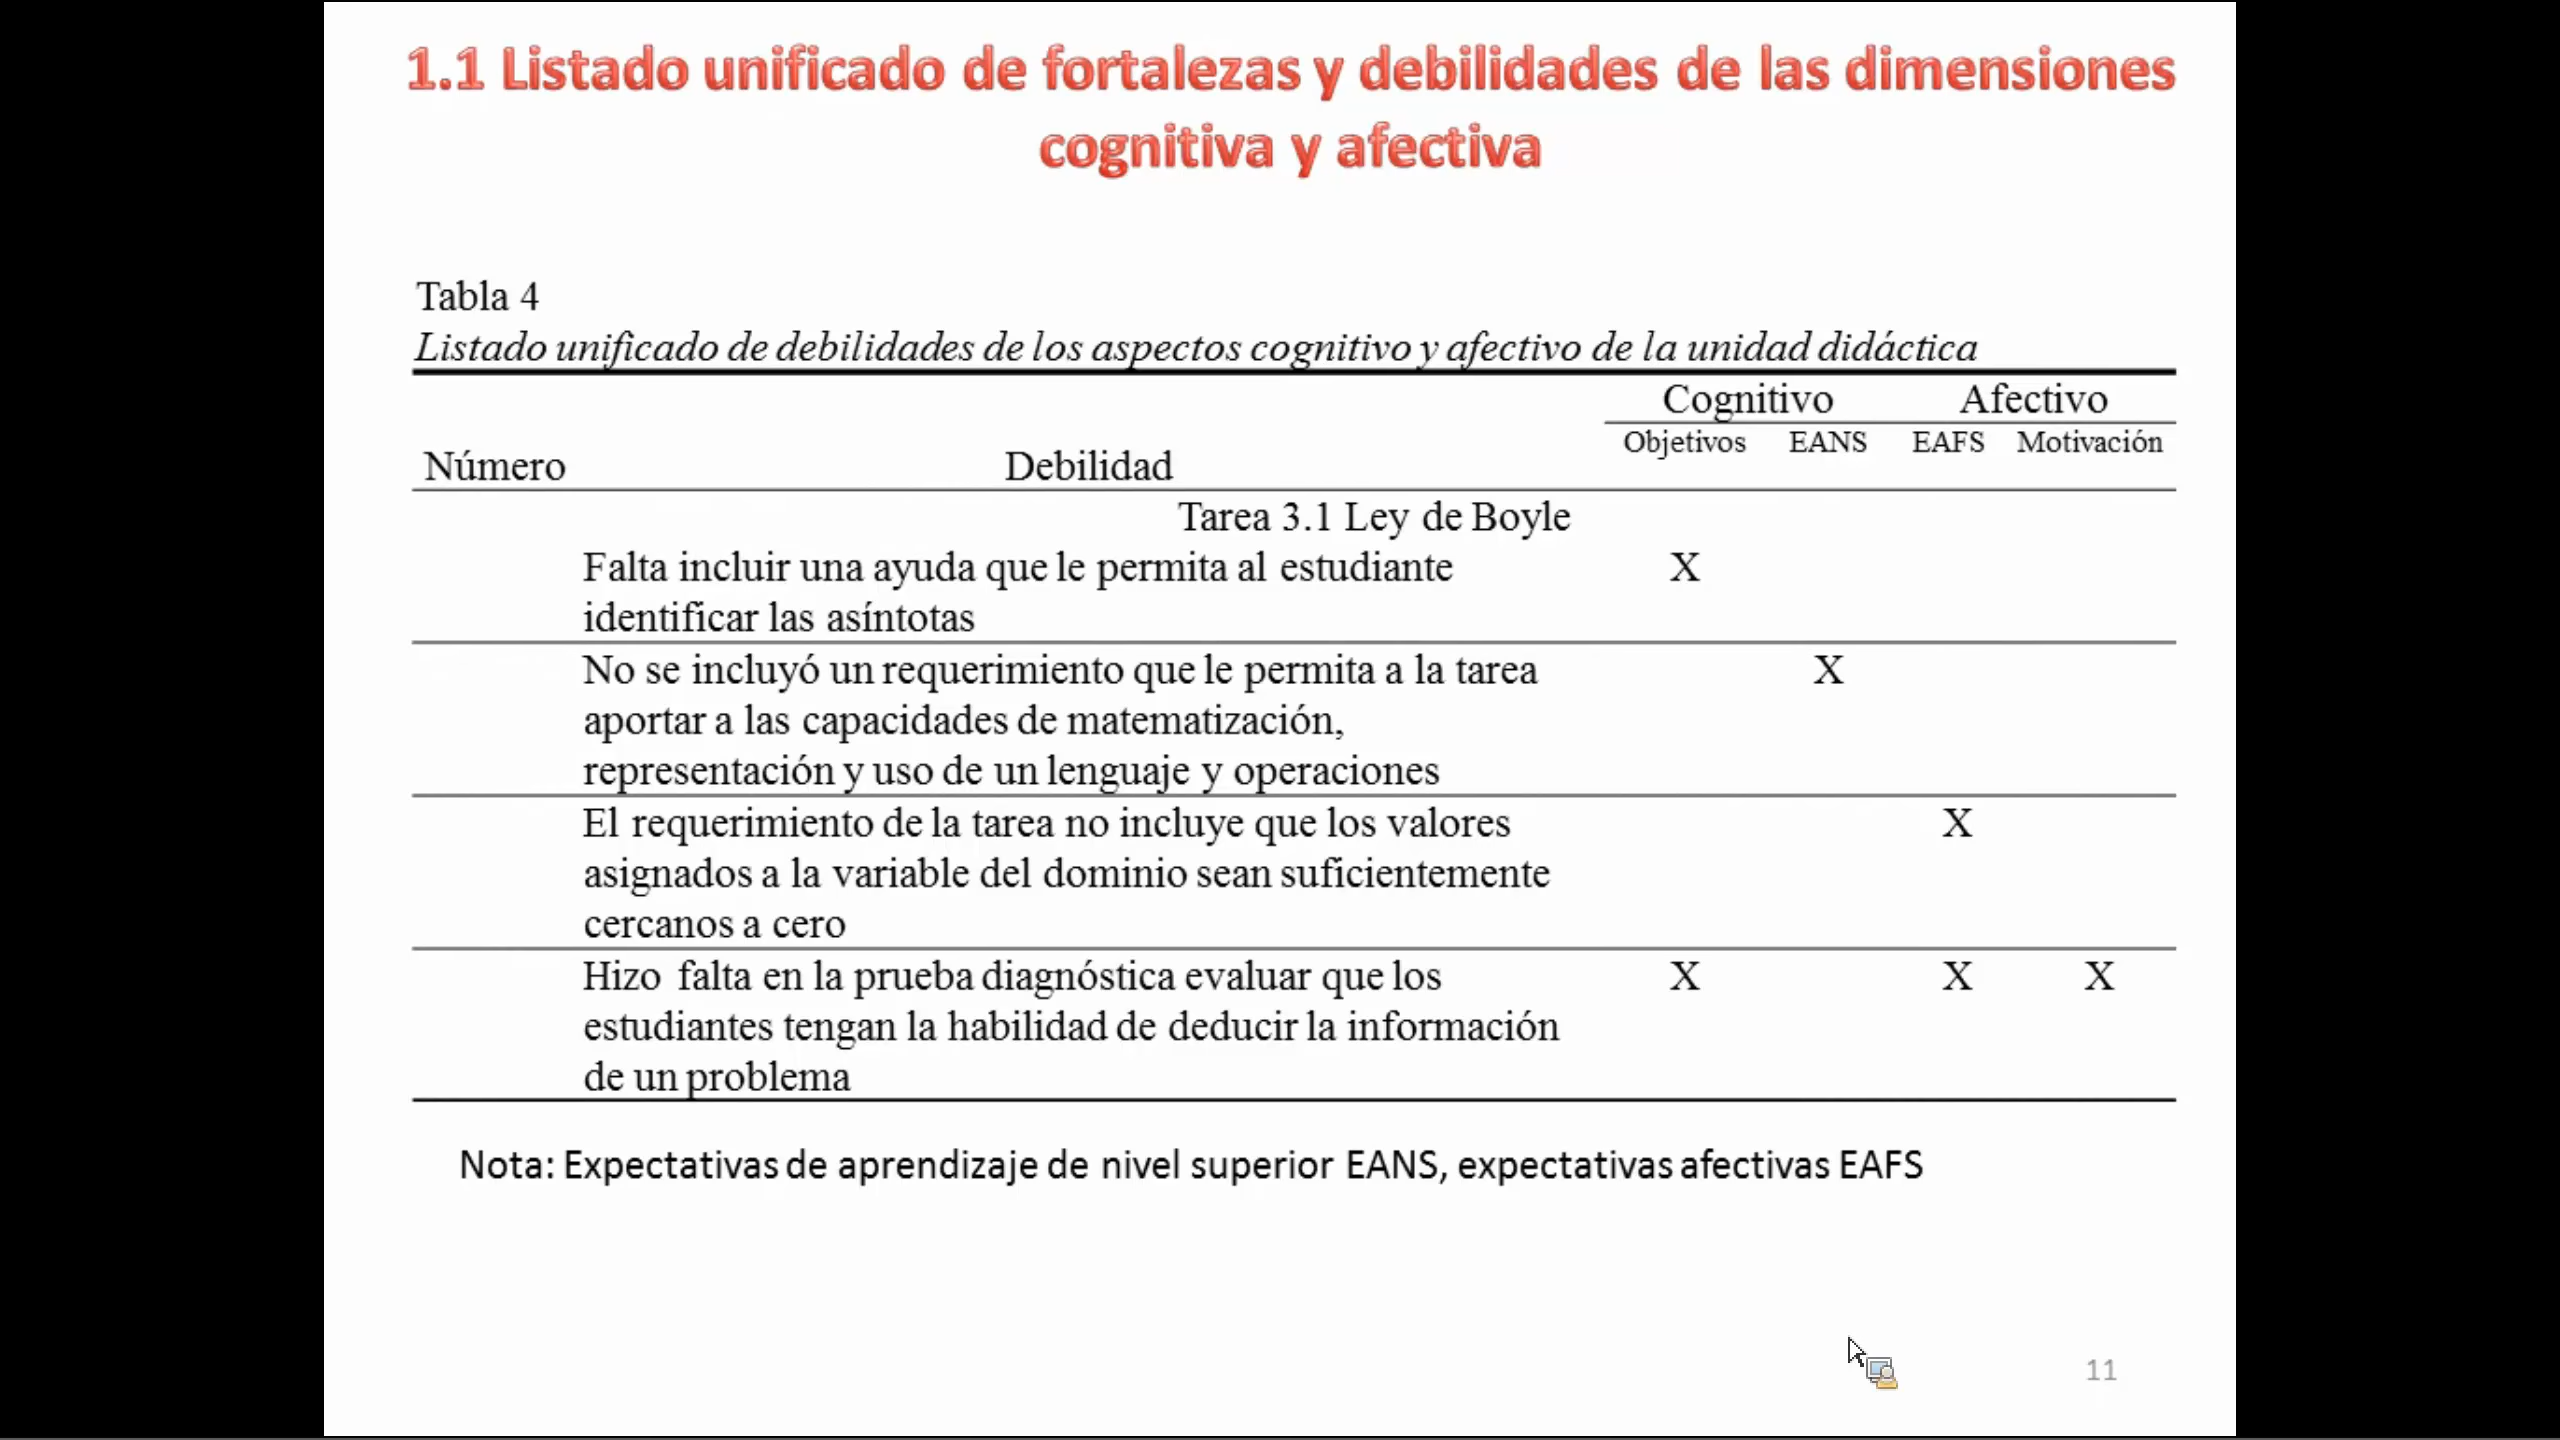 1.1 Listado unificado de fortalezas y debilidades de las dimensiones
cognitiva y afectiva
Tabla 4
Listado unificado de debilidades de los aspectos cognitivo y afectivo de la unidad didáctica
Cognitivo Afectivo
Objetivos EANS EAFS Motivación
Número Debilidad
Tarea 3.1 Ley de Boyle
Falta incluir una ayuda que le permita al estudiante X
identificar las asíntotas
No se incluyó un requerimiento que le permita a la tarea X
aportar a las capacidades de matematización,
representación y uso de un lenguaje y operaciones
El requerimiento de la tarea no incluye que los valores X
asignados a la variable del dominio sean suficientemente
cercanos a cero
Hizo falta en la prueba diagnóstica evaluar que los X X X
estudiantes tengan la habilidad de deducir la información
de un problema
Nota: Expectativas de aprendizaje de nivel superior EANS, expectativas afectivas EAFS
11